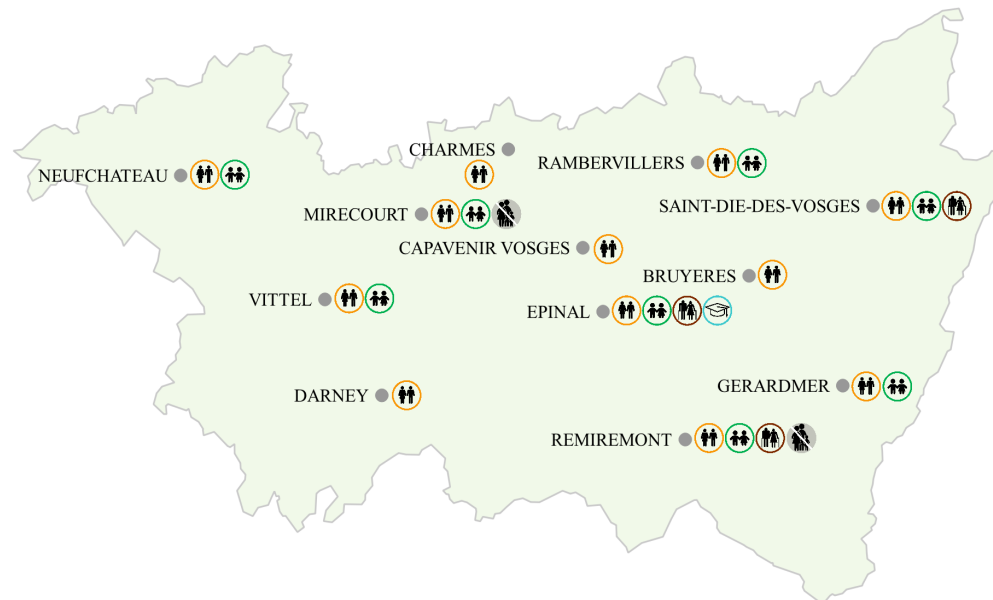 CHARMES
RAMBERVILLERS
NEUFCHATEAU
SAINT-DIE-DES-VOSGES
MIRECOURT
CAPAVENIR VOSGES
BRUYERES
VITTEL
EPINAL
GERARDMER
DARNEY
REMIREMONT